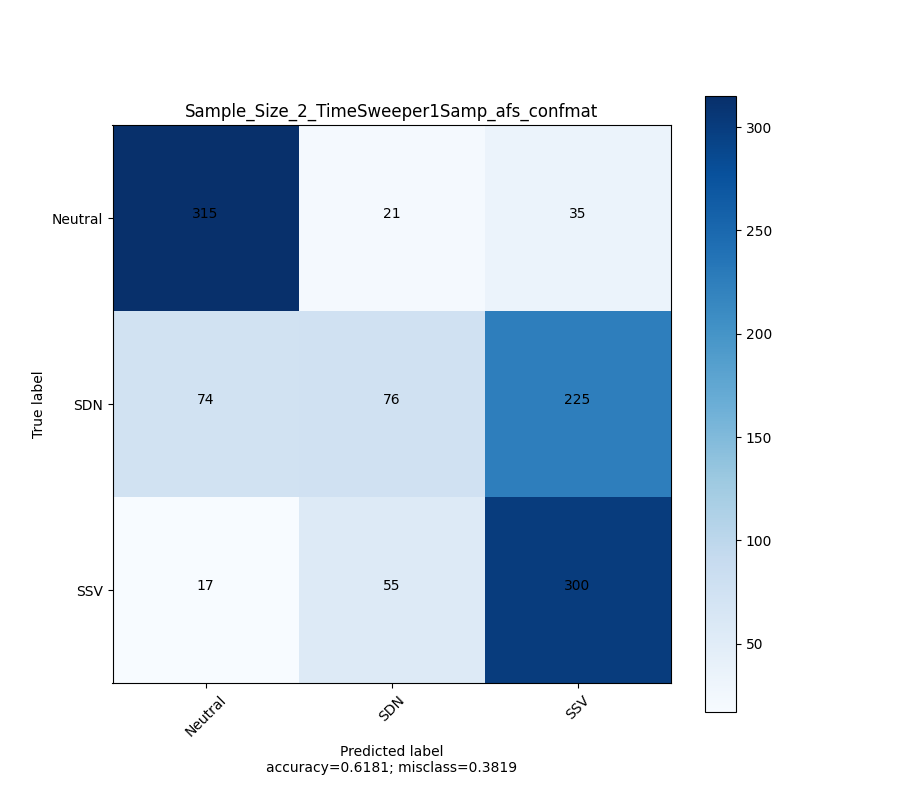 Sample_Size_2_TimeSweeper1Samp_afs_confmat
300
250
200
150
100
50
True label
Neutral 315 21 35
SDN 74 76 225
SSV 17 55 300
Neutral SDN SSV
Predicted label
accuracy=0.6181; misclass=0.3819